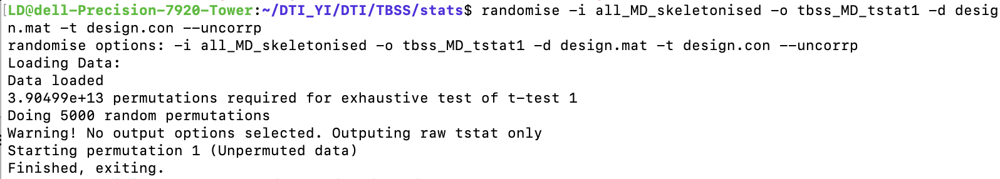 [LD@dell-Precision-7920-Tower:~/DTI_YI/DTI/TBSS/stats$ randomise -i all_MD_skeletonised -o tbss_MD_tstat1 -d desig
n.mat -t design.con --uncorrp
randomise options: -i all_MD_skeletonised -o tbss_MD_tstat1 -d design.mat -t design.con --uncorrp
Loading Data:
Data loaded
3.90499e+13 permutations required for exhaustive test of t-test 1
Doing 5000 random permutations
Warning! No output options selected. Outputing raw tstat only
Starting permutation 1 (Unpermuted data)
Finished, exiting.